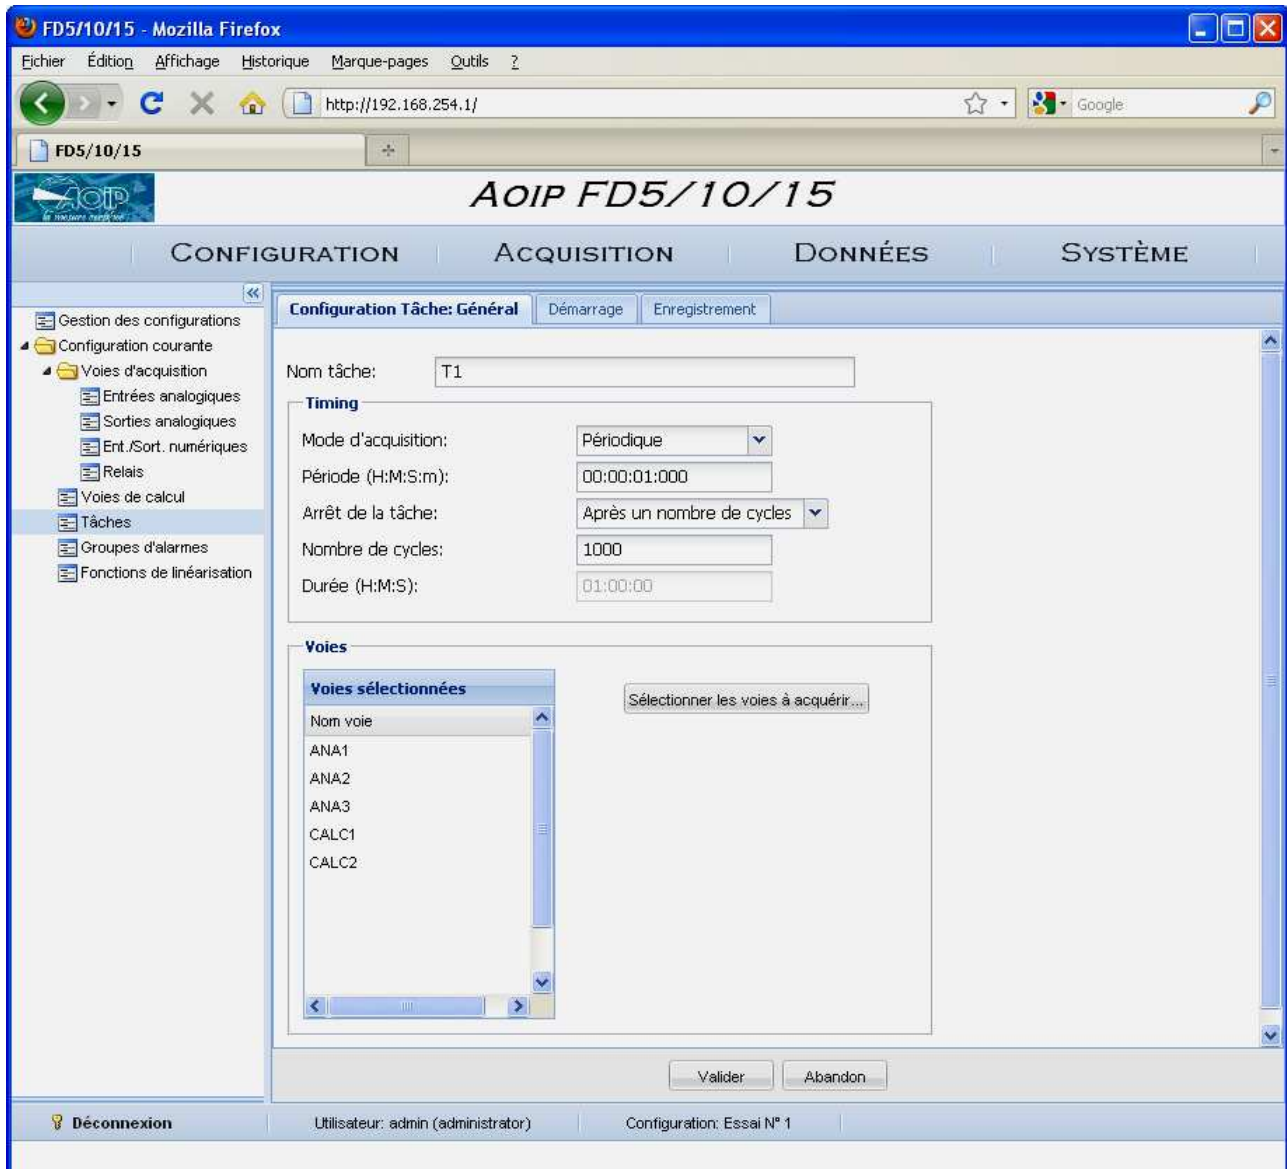 FD5/10/15 - Mozilla Firefox
Fichier Édition Affichage Historique Marque-pages Outils ?
http://192.168.254.1/ Google
FD5/10/15
AOIP AOIP FD5/10/15
CONFIGURATION ACQUISITION DONNÉES SYSTÈME
Gestion des configurations
Configuration courante
Voies d'acquisition
Entrées analogiques
Sorties analogiques
Ent./Sort. numériques
Relais
Voies de calcul
Tâches
Groupes d'alarmes
Fonctions de linéarisation
Configuration Tâche: Général Démarrage Enregistrement
Nom tâche: T1
Timing
Mode d'acquisition: Périodique
Période (H:M:S:m): 00:00:01:000
Arrêt de la tâche: Après un nombre de cycles
Nombre de cycles: 1000
Durée (H:M:S): 01:00:00
Voies
Voies sélectionnées
Sélectionner les voies à acquérir...
Nom voie
ANA1
ANA2
ANA3
CALC1
CALC2
Valider Abandon
Déconnexion Utilisateur: admin (administrator) Configuration: Essai N° 1